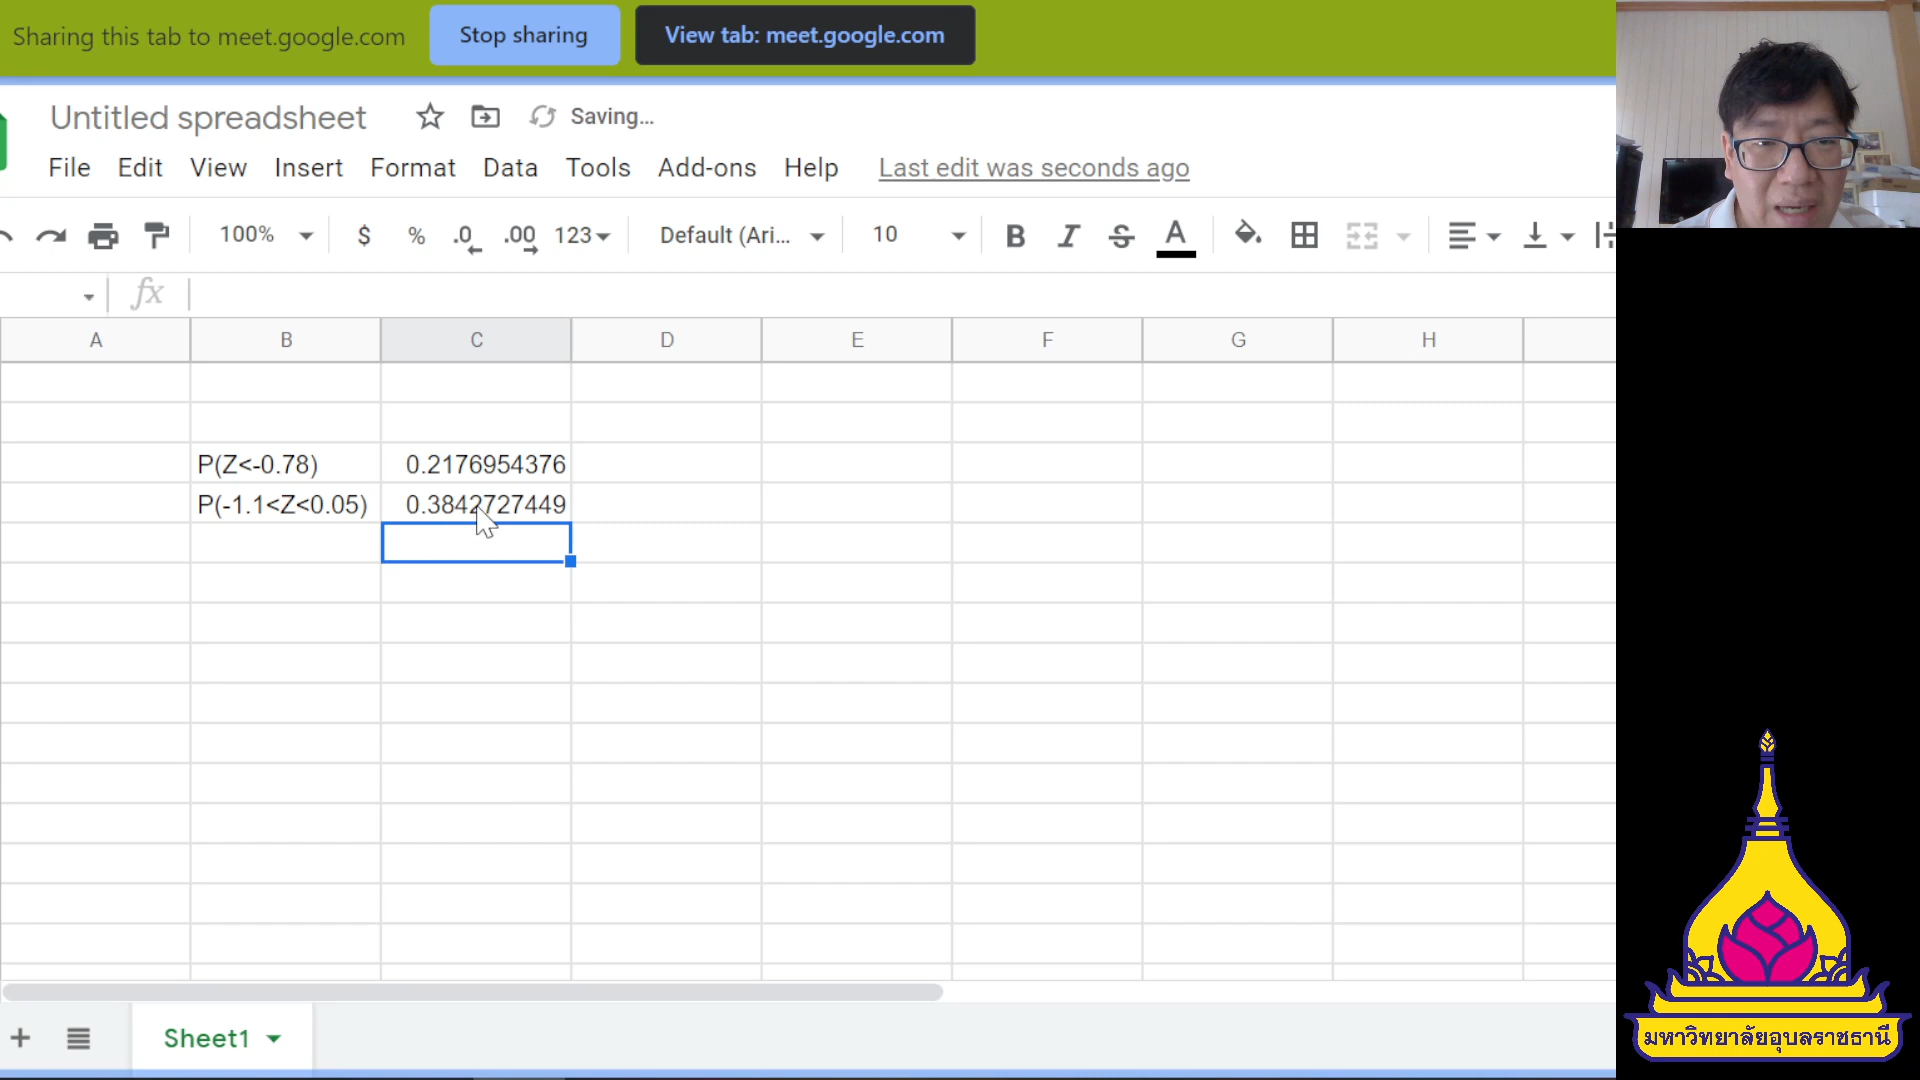 Sharing this tab to meet.google.com Stop sharing View tab: meet.google.com
Untitled spreadsheet Saving...
File Edit View Insert Format Data Tools Add-ons Help Last edit was seconds ago
100% $ % .0 .00 123 Default (Ari... 10 B I S A
fx
A B C D E F G H
P(Z<-0.78) 0.2176954376
P(-1.1<Z<0.05) 0.3842727449
+ Sheet1
มหาวิทยาลัยอุบลราชธานี